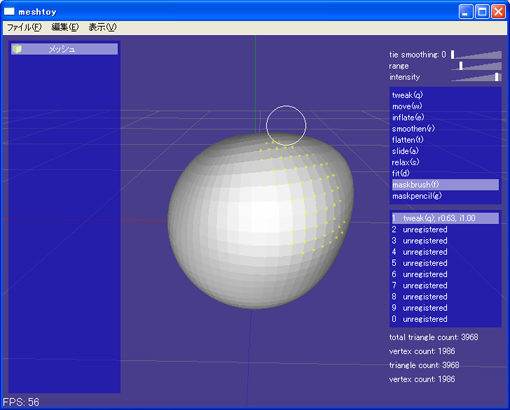 meshtoy
ファイル(F) 編集(E) 表示(V)
メッシュ
tie smoothing: 0
range
intensity
tweak(q)
move(w)
inflate(e)
smoothen(r)
flatten(t)
slide(a)
relax(s)
fit(d)
maskbrush(f)
maskpencil(g)
1 tweak(q); r0.63, i1.00
2 unregistered
3 unregistered
4 unregistered
5 unregistered
6 unregistered
7 unregistered
8 unregistered
9 unregistered
0 unregistered
total triangle count: 3968
vertex count: 1986
triangle count: 3968
vertex count: 1986
FPS: 56